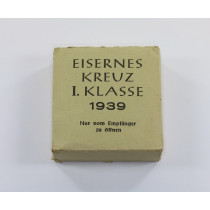 EISERNES
KREUZ
I. KLASSE
1939
Nur vom Empfänger
zu öffnen